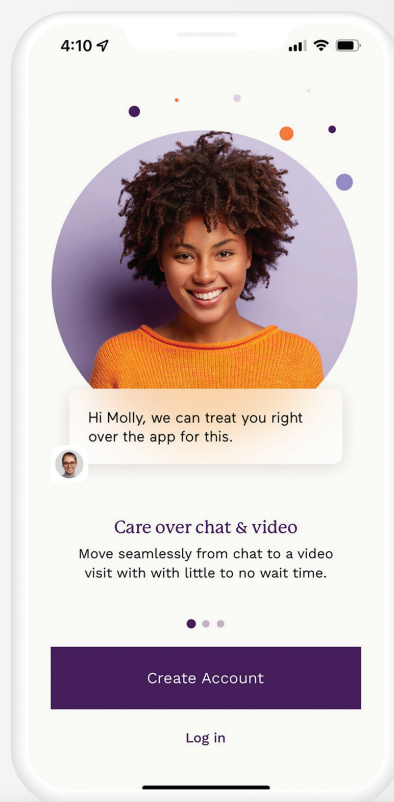 4:10
Hi Molly, we can treat you right
over the app for this.
Care over chat & video
Move seamlessly from chat to a video
visit with with little to no wait time.
Create Account
Log in